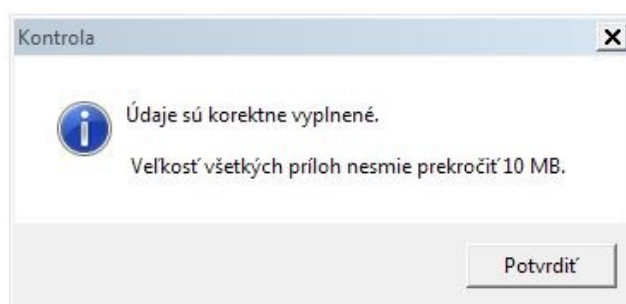 Kontrola
Údaje sú korektne vyplnené.
Veľkosť všetkých príloh nesmie prekročiť 10 MB.
Potvrdiť